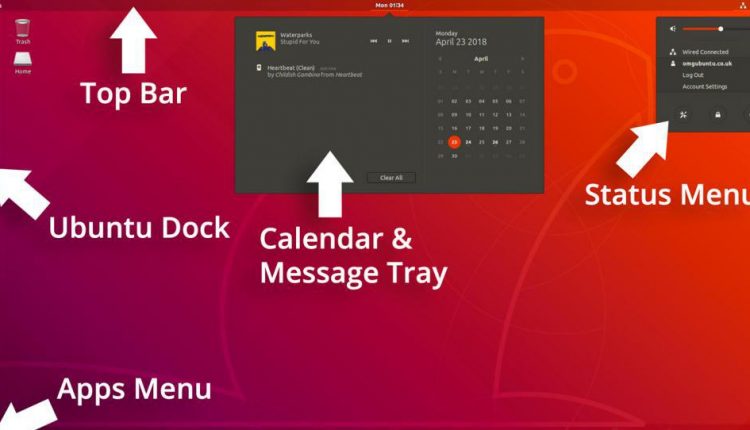 Mon 01:34
Trash
Home
Top Bar
Waterparks
Stupid For You
Heartbeat (Clean)
by Childish Gambino from Heartbeat
Clear All
Monday
April 23 2018
April
S M T W T F S
01 02 03 04 05 06 07
08 09 10 11 12 13 14
15 16 17 18 19 20 21
22 23 24 25 26 27 28
29 30
Wired Connected
omgubuntu.co.uk
Log Out
Account Settings
Status Menu
Ubuntu Dock
Calendar &
Message Tray
Apps Menu